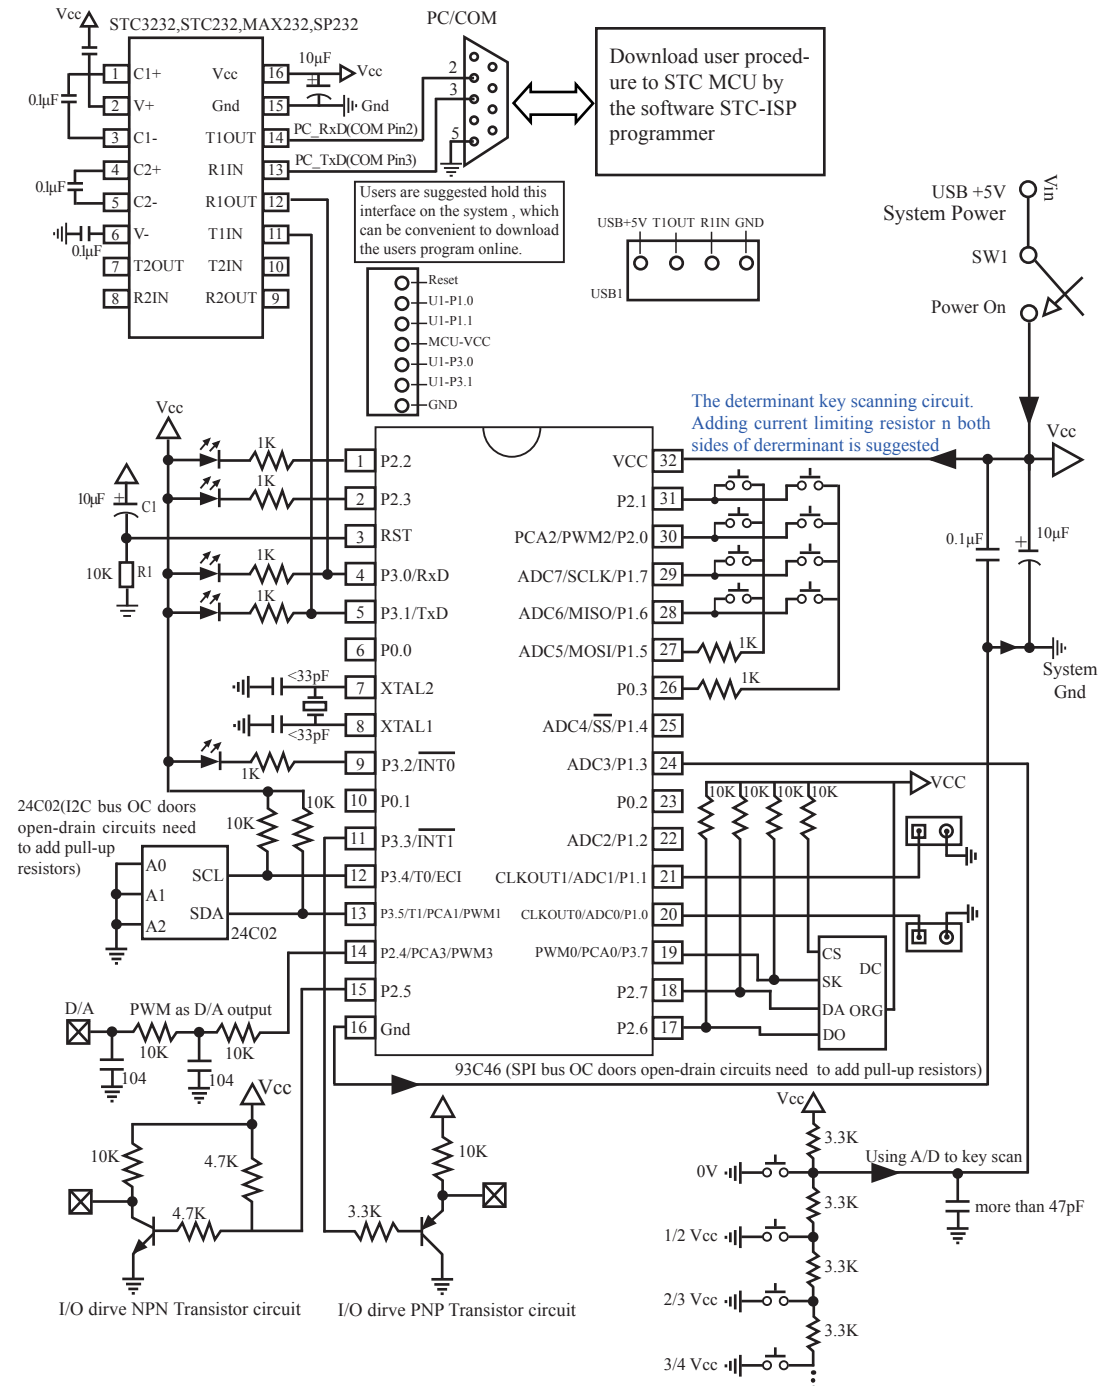 Vcc
STC3232,STC232,MAX232,SP232
PC/COM
1 C1+ Vcc 16
10μF
Vcc
0.1μF
2 V+ Gnd 15
Gnd
3 C1- T1OUT 14
PC_RxD(COM Pin2)
4 C2+ R1IN 13
PC_TxD(COM Pin3)
0.1μF
5 C2- R1OUT 12
6 V- T1IN 11
0.1μF
7 T2OUT T2IN 10
8 R2IN R2OUT 9
2
3
5
Download user proced-
ure to STC MCU by
the software STC-ISP
programmer
Users are suggested hold this
interface on the system , which
can be convenient to download
the users program online.
Reset
U1-P1.0
U1-P1.1
MCU-VCC
U1-P3.0
U1-P3.1
GND
USB+5V T1OUT R1IN GND
USB1
USB +5V
System Power
Vin
SW1
Power On
The determinant key scanning circuit.
Adding current limiting resistor n both
sides of dererminant is suggested
Vcc
0.1μF
+ 10μF
System
Gnd
Vcc
1K
1K
10μF + C1
10K R1
1K
1K
<33pF
<33pF
1K
1 P2.2
2 P2.3
3 RST
4 P3.0/RxD
5 P3.1/TxD
6 P0.0
7 XTAL2
8 XTAL1
9 P3.2/INT0
10 P0.1
11 P3.3/INT1
12 P3.4/T0/ECI
13 P3.5/T1/PCA1/PWM1
14 P2.4/PCA3/PWM3
15 P2.5
16 Gnd
VCC 32
P2.1 31
PCA2/PWM2/P2.0 30
ADC7/SCLK/P1.7 29
ADC6/MISO/P1.6 28
ADC5/MOSI/P1.5 27
P0.3 26
ADC4/SS/P1.4 25
ADC3/P1.3 24
P0.2 23
ADC2/P1.2 22
CLKOUT1/ADC1/P1.1 21
CLKOUT0/ADC0/P1.0 20
PWM0/PCA0/P3.7 19
P2.7 18
P2.6 17
1K
1K
10K 10K 10K 10K
VCC
CS
DC
SK
DA ORG
DO
24C02(I2C bus OC doors
open-drain circuits need
to add pull-up
resistors)
10K
10K
A0
SCL
A1
SDA
A2
24C02
D/A
PWM as D/A output
10K
10K
104
104
93C46 (SPI bus OC doors open-drain circuits need to add pull-up resistors)
Vcc
10K
4.7K
4.7K
I/O dirve NPN Transistor circuit
10K
3.3K
I/O dirve PNP Transistor circuit
Vcc
3.3K
Using A/D to key scan
0V
3.3K
more than 47pF
1/2 Vcc
3.3K
2/3 Vcc
3.3K
3/4 Vcc